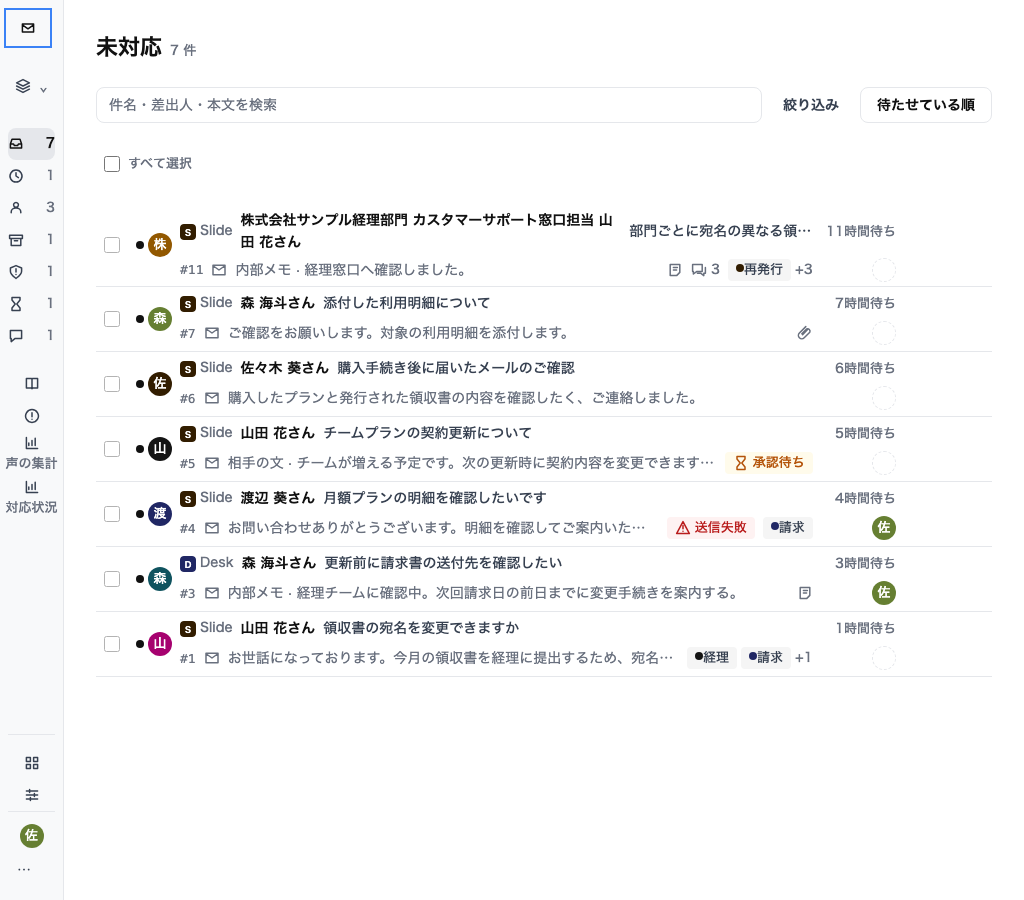 未対応 7 件
件名・差出人・本文を検索
絞り込み
待たせている順
7
1
3
1
1
1
1
声の集計
対応状況
佐
…
すべて選択
株 S Slide 株式会社サンプル経理部門 カスタマーサポート窓口担当 山
田 花さん 部門ごとに宛名の異なる領… 11時間待ち
#11 内部メモ · 経理窓口へ確認しました。 3 再発行 +3
森 S Slide 森 海斗さん 添付した利用明細について 7時間待ち
#7 ご確認をお願いします。対象の利用明細を添付します。
佐 S Slide 佐々木 葵さん 購入手続き後に届いたメールのご確認 6時間待ち
#6 購入したプランと発行された領収書の内容を確認したく、ご連絡しました。
山 S Slide 山田 花さん チームプランの契約更新について 5時間待ち
#5 相手の文 · チームが増える予定です。次の更新時に契約内容を変更できます… 承認待ち
渡 S Slide 渡辺 葵さん 月額プランの明細を確認したいです 4時間待ち
#4 お問い合わせありがとうございます。明細を確認してご案内いた… 送信失敗 請求 佐
森 D Desk 森 海斗さん 更新前に請求書の送付先を確認したい 3時間待ち
#3 内部メモ · 経理チームに確認中。次回請求日の前日までに変更手続きを案内する。 佐
山 S Slide 山田 花さん 領収書の宛名を変更できますか 1時間待ち
#1 お世話になっております。今月の領収書を経理に提出するため、宛名… 経理 請求 +1